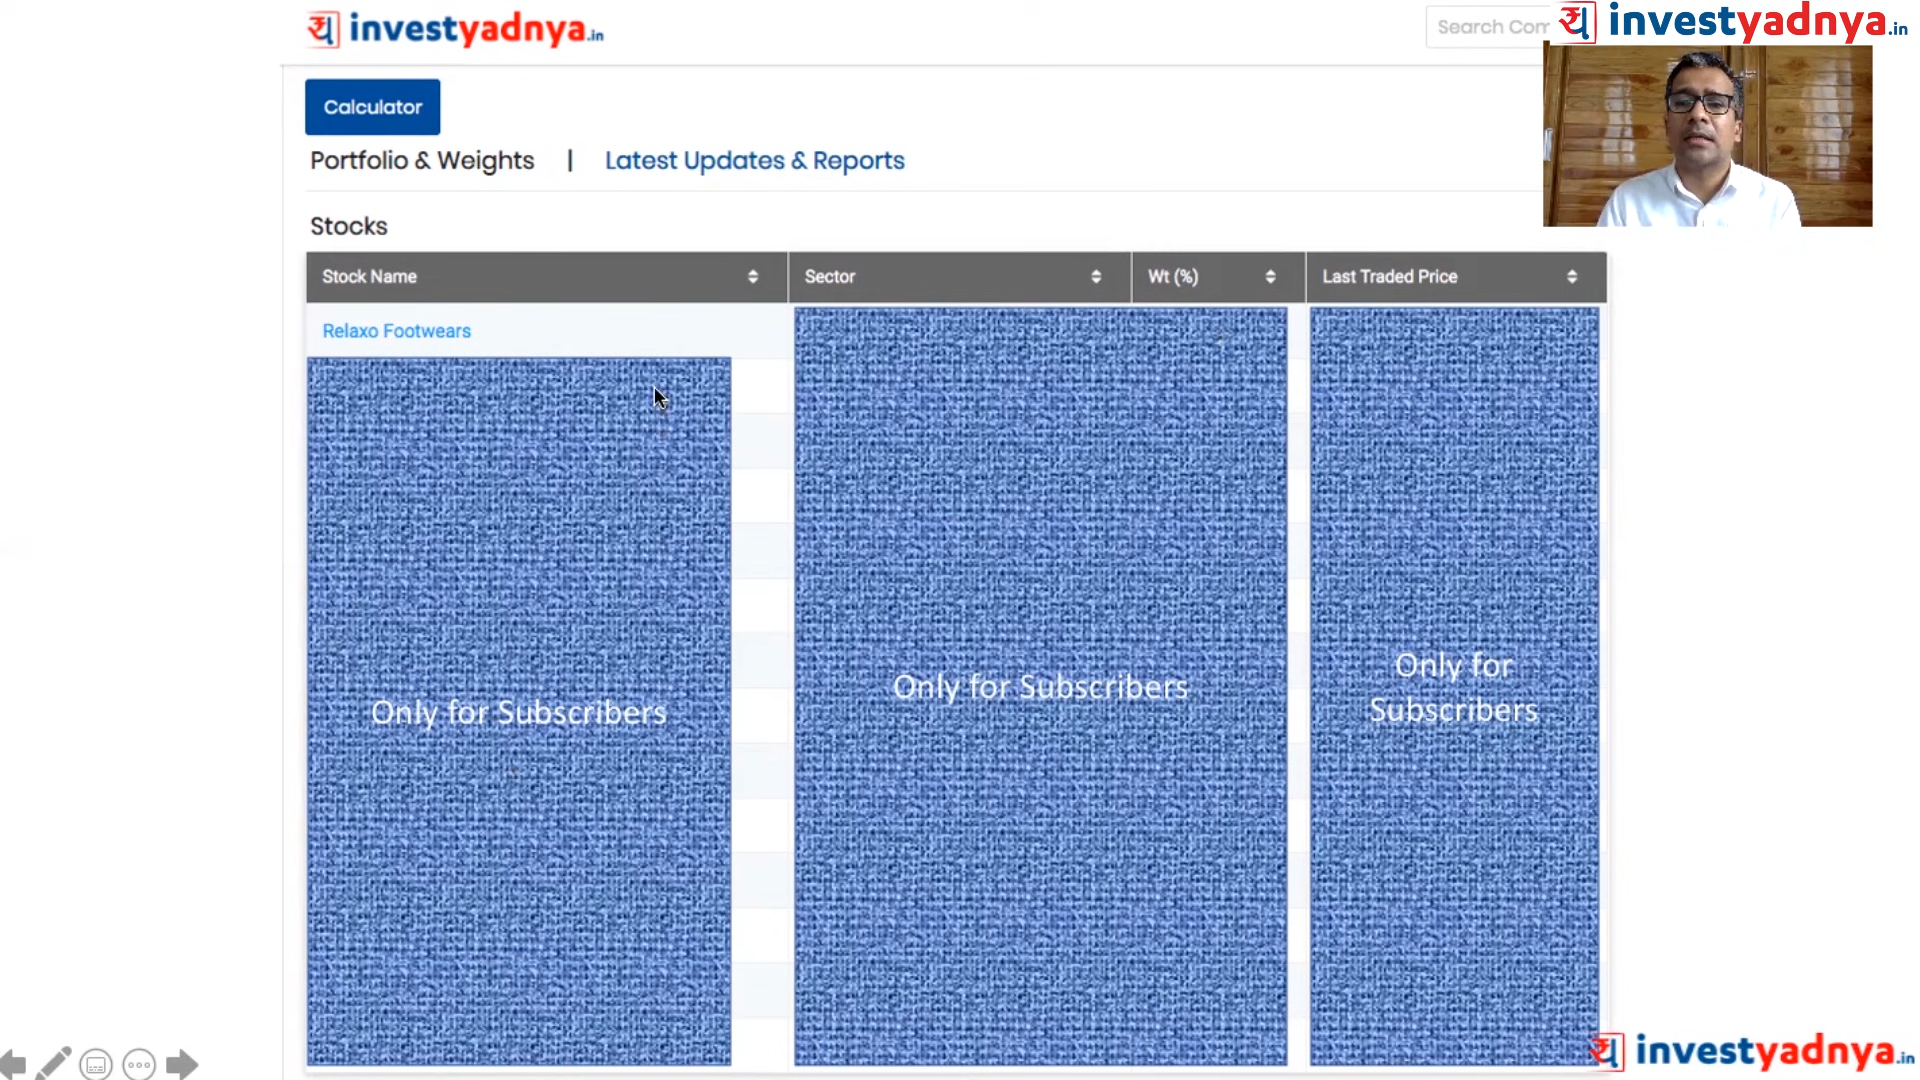 investyadnya.in
Search Com
investyadnya.in
Calculator
Portfolio & Weights | Latest Updates & Reports
Stocks
Stock Name Sector Wt (%) Last Traded Price
Relaxo Footwears
Only for Subscribers
Only for Subscribers
Only for
Subscribers
investyadnya.in